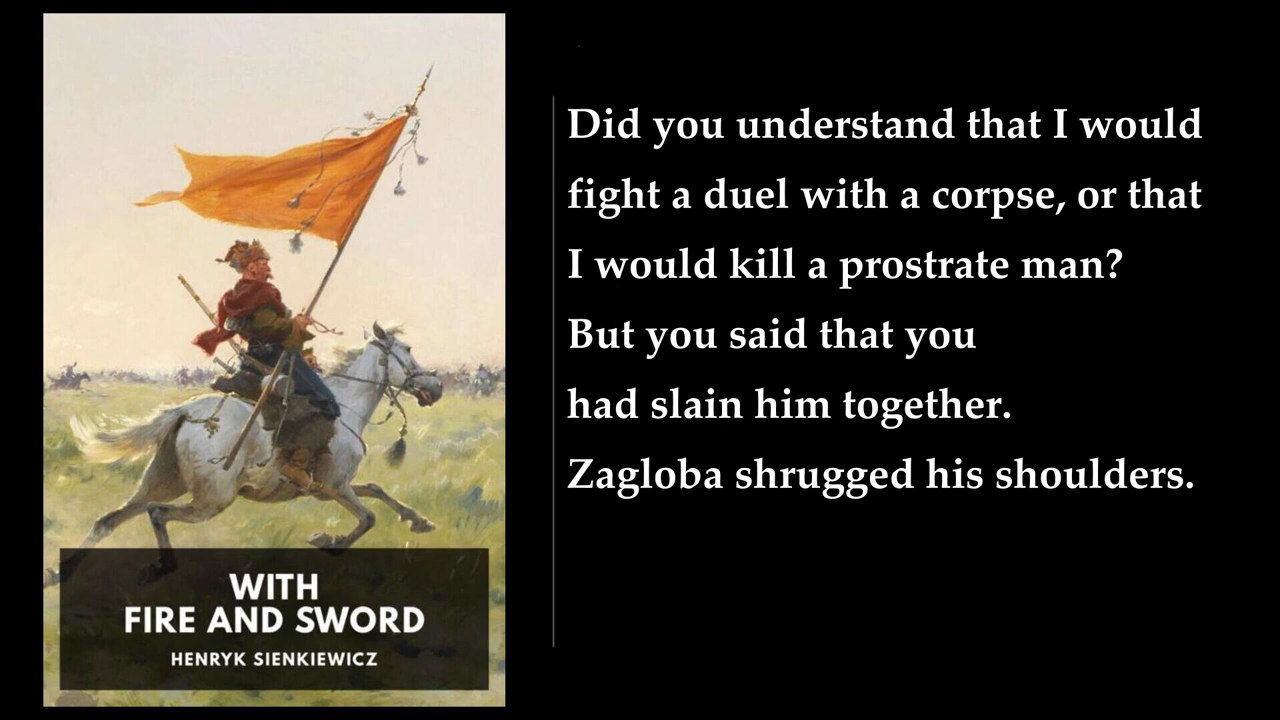 Did you understand that I would
fight a duel with a corpse, or that
I would kill a prostrate man?
But you said that you
had slain him together.
Zagloba shrugged his shoulders.
WITH
FIRE AND SWORD
HENRYK SIENKIEWICZ